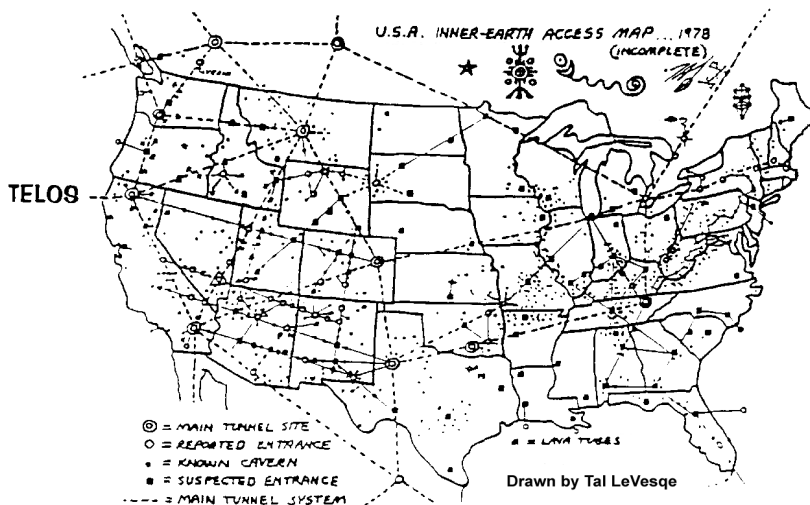 U.S.A. INNER-EARTH ACCESS MAP... 1978
(INCOMPLETE)
TELOS
◎ = MAIN TUNNEL SITE
○ = REPORTED ENTRANCE
• = KNOWN CAVERN
■ = SUSPECTED ENTRANCE
----- = MAIN TUNNEL SYSTEM
= LAVA TUBES
Drawn by Tal LeVesqe